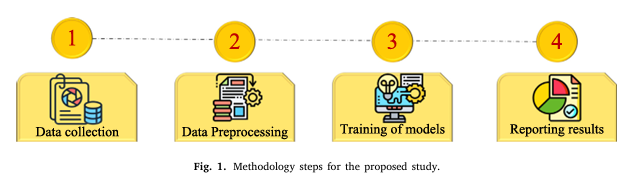 1
2
3
4
Data collection
Data Preprocessing
Training of models
Reporting results
Fig. 1. Methodology steps for the proposed study.